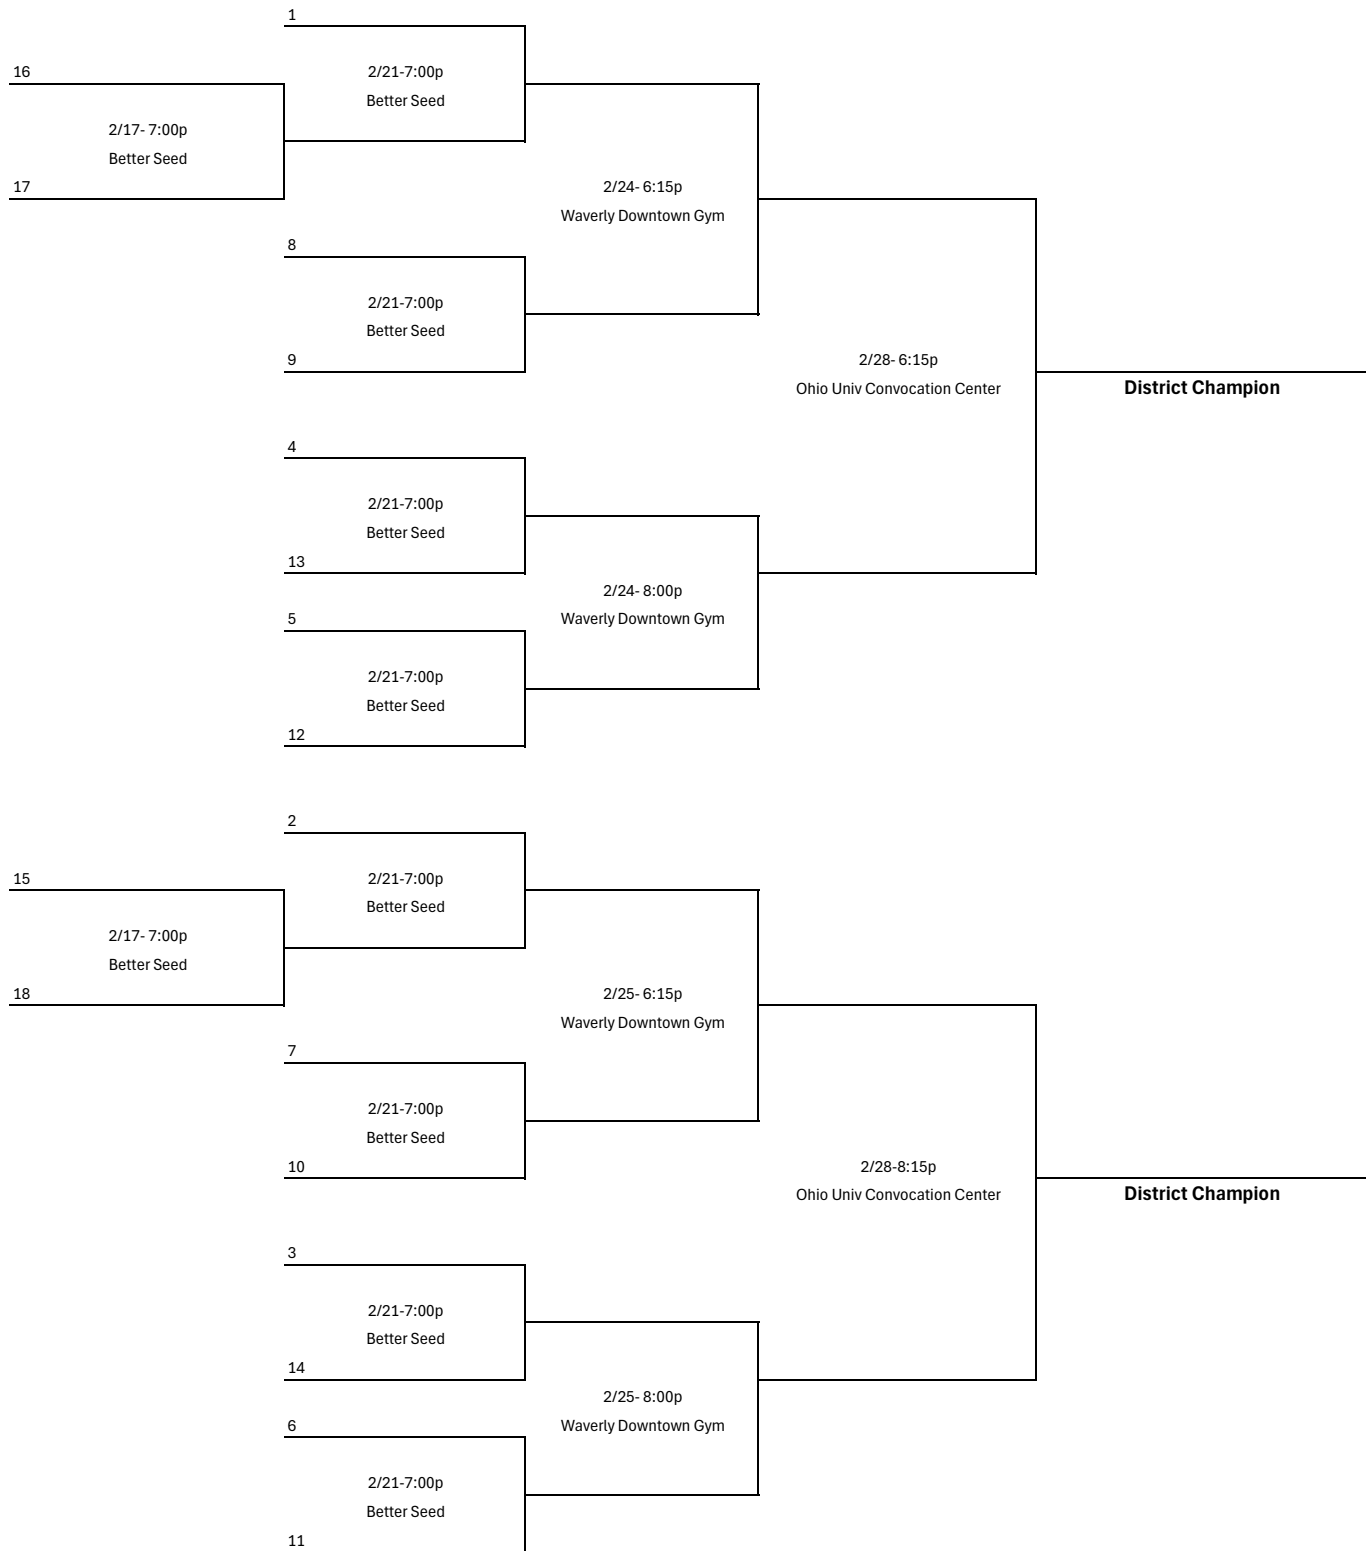 1
16
2/21-7:00p
Better Seed
2/17- 7:00p
Better Seed
17
2/24- 6:15p
Waverly Downtown Gym
8
2/21-7:00p
Better Seed
9
2/28- 6:15p
Ohio Univ Convocation Center
District Champion
4
2/21-7:00p
Better Seed
13
2/24- 8:00p
Waverly Downtown Gym
5
2/21-7:00p
Better Seed
12
2
15
2/21-7:00p
Better Seed
2/17- 7:00p
Better Seed
18
2/25- 6:15p
Waverly Downtown Gym
7
2/21-7:00p
Better Seed
10
2/28-8:15p
Ohio Univ Convocation Center
District Champion
3
2/21-7:00p
Better Seed
14
2/25- 8:00p
Waverly Downtown Gym
6
2/21-7:00p
Better Seed
11